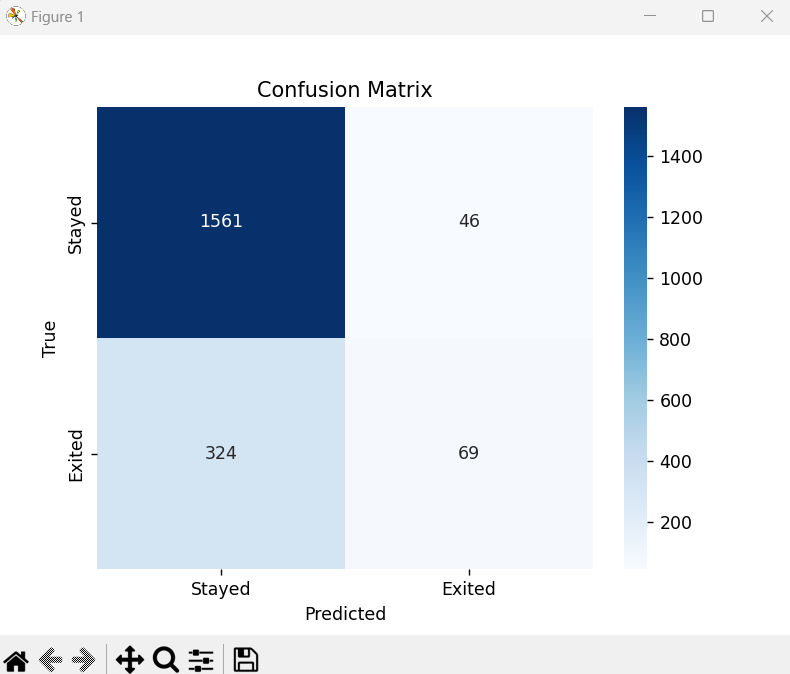 Figure 1
Confusion Matrix
Stayed
1561
46
True
Exited
324
69
Stayed
Exited
Predicted
1400
1200
1000
800
600
400
200